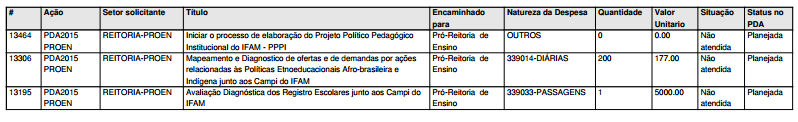 # Ação Setor solicitante Título Encaminhado para Natureza da Despesa Quantidade Valor Unitario Situação Status no PDA
13464 PDA2015 PROEN REITORIA-PROEN Iniciar o processo de elaboração do Projeto Político Pedagógico Institucional do IFAM - PPPI Pró-Reitoria de Ensino OUTROS 0 0.00 Não atendida Planejada
13306 PDA2015 PROEN REITORIA-PROEN Mapeamento e Diagnostico de ofertas e de demandas por ações relacionadas às Políticas Etnoeducacionais Afro-brasileira e Indígena junto aos Campi do IFAM Pró-Reitoria de Ensino 339014-DIÁRIAS 200 177.00 Não atendida Planejada
13195 PDA2015 PROEN REITORIA-PROEN Avaliação Diagnóstica dos Registro Escolares junto aos Campi do IFAM Pró-Reitoria de Ensino 339033-PASSAGENS 1 5000.00 Não atendida Planejada